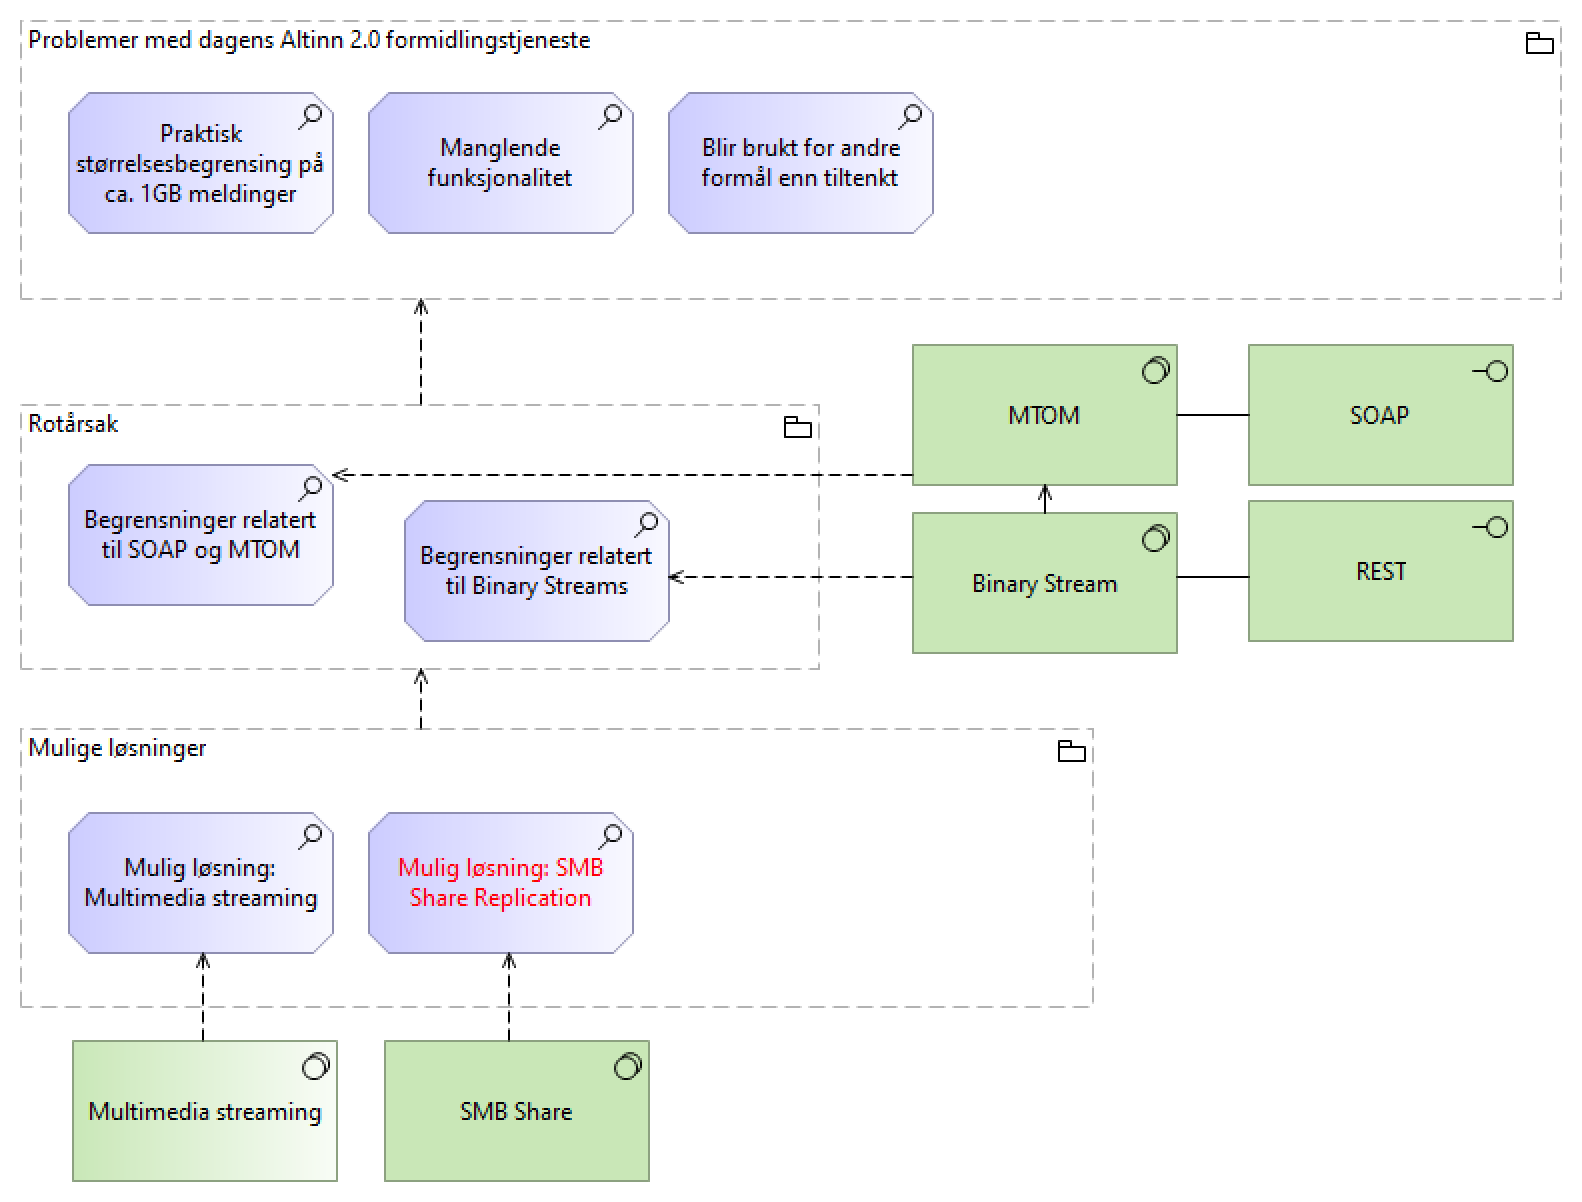 Problemer med dagens Altinn 2.0 formidlingstjeneste
Praktisk
størrelsesbegrensing på
ca. 1GB meldinger
Manglende
funksjonalitet
Blir brukt for andre
formål enn tiltenkt
Rotårsak
Begrensninger relatert
til SOAP og MTOM
Begrensninger relatert
til Binary Streams
MTOM
SOAP
Binary Stream
REST
Mulige løsninger
Mulig løsning:
Multimedia streaming
Mulig løsning: SMB
Share Replication
Multimedia streaming
SMB Share